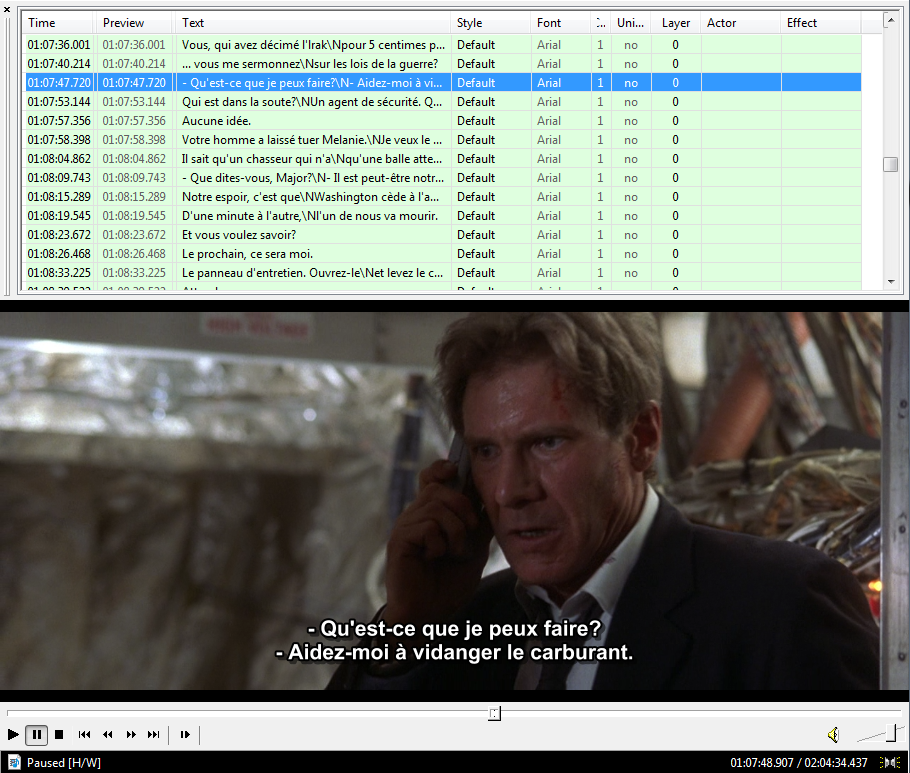 Time Preview Text Style Font C.. Uni... Layer Actor Effect
01:07:36.001 01:07:36.001 Vous, qui avez décimé l'Irak\Npour 5 centimes p... Default Arial 1 no 0
01:07:40.214 01:07:40.214 ... vous me sermonnez\Nsur les lois de la guerre? Default Arial 1 no 0
01:07:47.720 01:07:47.720 - Qu'est-ce que je peux faire?\N- Aidez-moi à vi... Default Arial 1 no 0
01:07:53.144 01:07:53.144 Qui est dans la soute?\NUn agent de sécurité. Q... Default Arial 1 no 0
01:07:57.356 01:07:57.356 Aucune idée. Default Arial 1 no 0
01:07:58.398 01:07:58.398 Votre homme a laissé tuer Melanie.\NJe veux le ... Default Arial 1 no 0
01:08:04.862 01:08:04.862 Il sait qu'un chasseur qui n'a\Nqu'une balle atte... Default Arial 1 no 0
01:08:09.743 01:08:09.743 - Que dites-vous, Major?\N- Il est peut-être notr... Default Arial 1 no 0
01:08:15.289 01:08:15.289 Notre espoir, c'est que\NWashington cède à l'a... Default Arial 1 no 0
01:08:19.545 01:08:19.545 D'une minute à l'autre,\Nl'un de nous va mourir. Default Arial 1 no 0
01:08:23.672 01:08:23.672 Et vous voulez savoir? Default Arial 1 no 0
01:08:26.468 01:08:26.468 Le prochain, ce sera moi. Default Arial 1 no 0
01:08:33.225 01:08:33.225 Le panneau d'entretien. Ouvrez-le\Net levez le c... Default Arial 1 no 0
HIGH VOLTAGE
- Qu'est-ce que je peux faire?
- Aidez-moi à vidanger le carburant.
Paused [H/W] 01:07:48.907 / 02:04:34.437